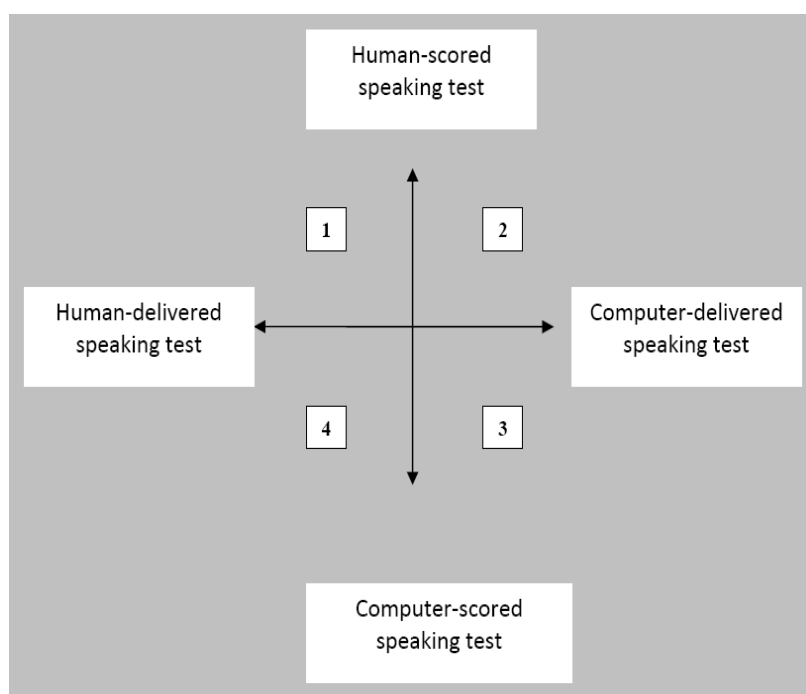 Human-scored
speaking test
1
2
Human-delivered
speaking test
Computer-delivered
speaking test
4
3
Computer-scored
speaking test